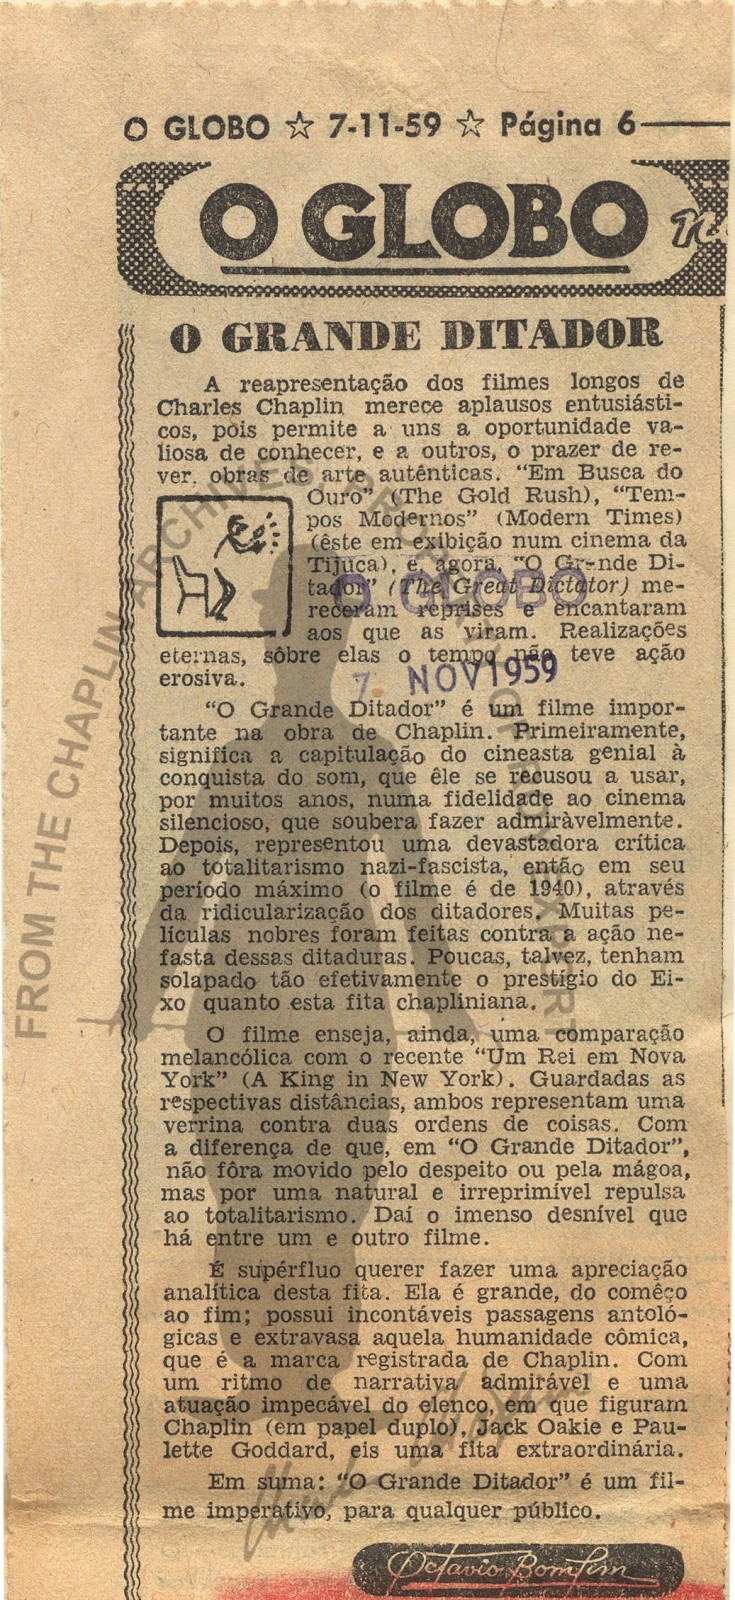 O GLOBO ☆ 7-11-59 ☆ Página 6
O GLOBO
O GRANDE DITADOR
A reapresentação dos filmes longos de
Charles Chaplin merece aplausos entusiásti-
cos, pois permite a uns a oportunidade va-
liosa de conhecer, e a outros, o prazer de re-
ver, obras de arte autênticas. "Em Busca do
Ouro" (The Gold Rush), "Tem-
pos Modernos" (Modern Times)
(êste em exibição num cinema da
Tijuca), e, agora, "O Grande Di-
tador" (The Great Dictator) me-
receram reprises e encantaram
aos que as viram. Realizações
eternas, sôbre elas o tempo não teve ação
erosiva.
O GLOBO
7 NOV 1959
"O Grande Ditador" é um filme impor-
tante na obra de Chaplin. Primeiramente,
significa a capitulação do cineasta genial à
conquista do som, que êle se recusou a usar,
por muitos anos, numa fidelidade ao cinema
silencioso, que soubera fazer admiràvelmente.
Depois, representou uma devastadora crítica
ao totalitarismo nazi-fascista, então em seu
período máximo (o filme é de 1940), através
da ridicularização dos ditadores. Muitas pe-
lículas nobres foram feitas contra a ação ne-
fasta dessas ditaduras. Poucas, talvez, tenham
solapado tão efetivamente o prestígio do Ei-
xo quanto esta fita chapliniana.
O filme enseja, ainda, uma comparação
melancólica com o recente "Um Rei em Nova
York" (A King in New York). Guardadas as
respectivas distâncias, ambos representam uma
verrina contra duas ordens de coisas. Com
a diferença de que, em "O Grande Ditador",
não fôra movido pelo despeito ou pela mágoa,
mas por uma natural e irreprimível repulsa
ao totalitarismo. Daí o imenso desnível que
há entre um e outro filme.
É supérfluo querer fazer uma apreciação
analítica desta fita. Ela é grande, do comêço
ao fim; possui incontáveis passagens antoló-
gicas e extravasa aquela humanidade cômica,
que é a marca registrada de Chaplin. Com
um ritmo de narrativa admirável e uma
atuação impecável do elenco, em que figuram
Chaplin (em papel duplo), Jack Oakie e Pau-
lette Goddard, eis uma fita extraordinária.
Em suma: "O Grande Ditador" é um fil-
me imperativo, para qualquer público.
Octavio Bomfim
FROM THE CHAPLIN ARCHIVES